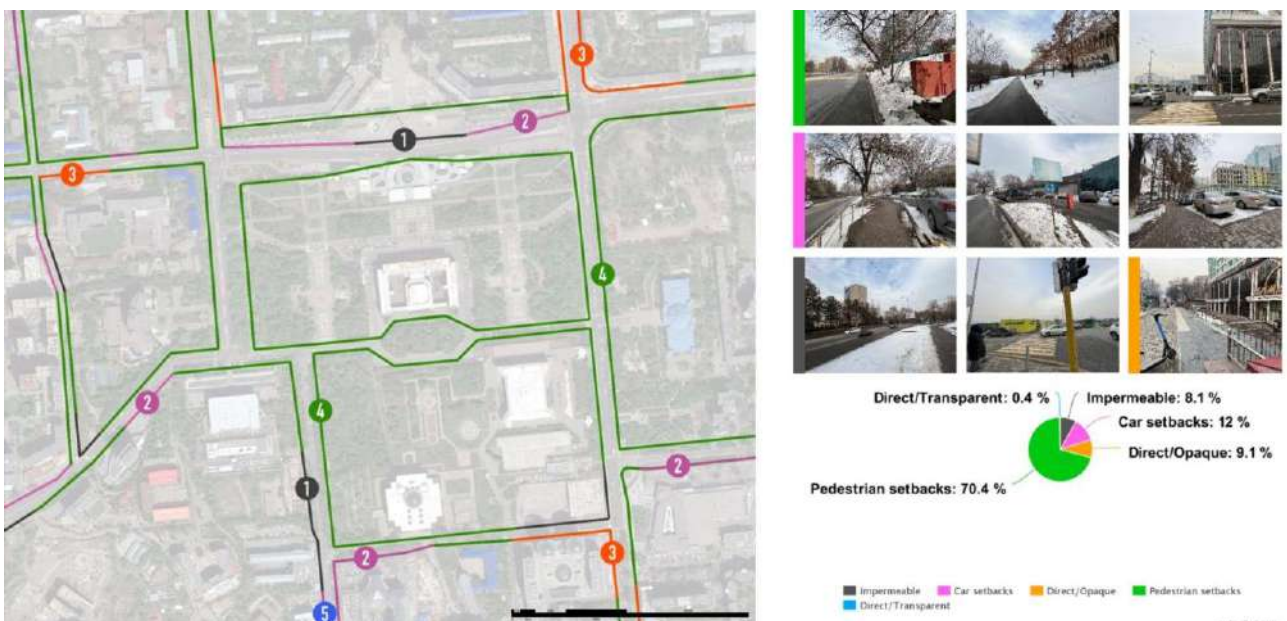 3
2
1
3
4
2
4
1
2
2
3
5
Direct/Transparent: 0.4 %
Impermeable: 8.1 %
Car setbacks: 12 %
Direct/Opaque: 9.1 %
Pedestrian setbacks: 70.4 %
Impermeable
Car setbacks
Direct/Opaque
Pedestrian setbacks
Direct/Transparent